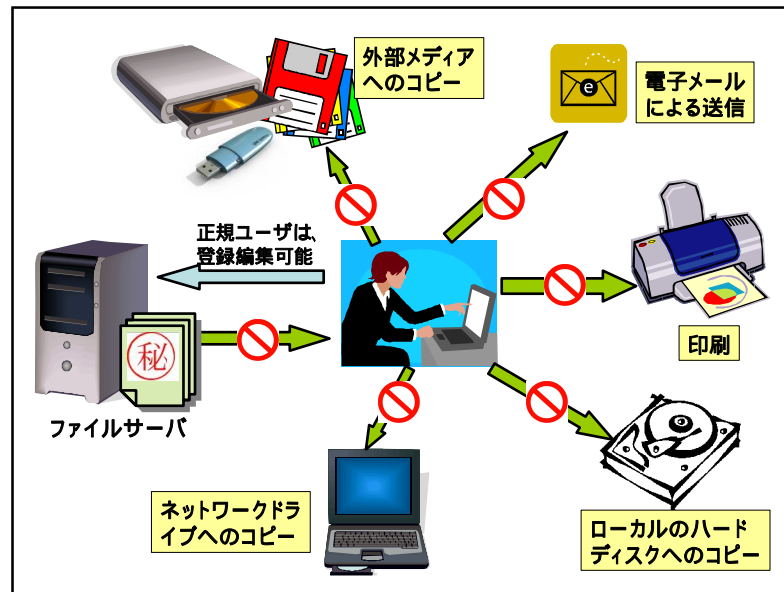 外部メディア
へのコピー
電子メール
による送信
e
正規ユーザは、
登録編集可能
秘
印刷
ファイルサーバ
ネットワークドラ
イブへのコピー
ローカルのハード
ディスクへのコピー